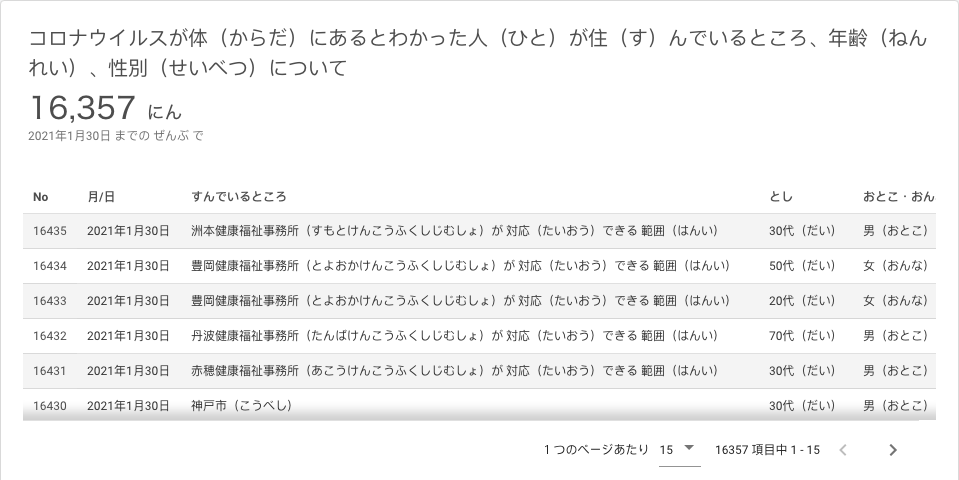 コロナウイルスが体（からだ）にあるとわかった人（ひと）が住（す）んでいるところ、年齢（ねん
れい）、性別（せいべつ）について
16,357 にん
2021年1月30日 までの ぜんぶ で
No 月/日 すんでいるところ とし おとこ・おん
16435 2021年1月30日 洲本健康福祉事務所（すもとけんこうふくしじむしょ）が 対応（たいおう）できる 範囲（はんい） 30代（だい） 男（おとこ）
16434 2021年1月30日 豊岡健康福祉事務所（とよおかけんこうふくしじむしょ）が 対応（たいおう）できる 範囲（はんい） 50代（だい） 女（おんな）
16433 2021年1月30日 豊岡健康福祉事務所（とよおかけんこうふくしじむしょ）が 対応（たいおう）できる 範囲（はんい） 20代（だい） 女（おんな）
16432 2021年1月30日 丹波健康福祉事務所（たんばけんこうふくしじむしょ）が 対応（たいおう）できる 範囲（はんい） 70代（だい） 男（おとこ）
16431 2021年1月30日 赤穂健康福祉事務所（あこうけんこうふくしじむしょ）が 対応（たいおう）できる 範囲（はんい） 30代（だい） 男（おとこ）
16430 2021年1月30日 神戸市（こうべし） 30代（だい） 男（おとこ）
1 つのページあたり 15 16357 項目中 1 - 15